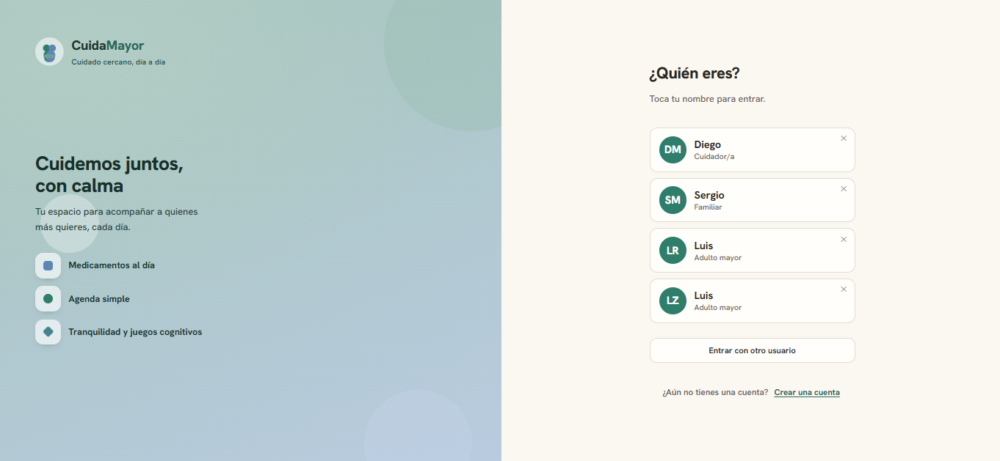 CuidaMayor
Cuidado cercano, día a día
Cuidemos juntos,
con calma
Tu espacio para acompañar a quienes
más quieres, cada día.
Medicamentos al día
Agenda simple
Tranquilidad y juegos cognitivos
¿Quién eres?
Toca tu nombre para entrar.
DM
Diego
Cuidador/a
SM
Sergio
Familiar
LR
Luis
Adulto mayor
LZ
Luis
Adulto mayor
Entrar con otro usuario
¿Aún no tienes una cuenta? Crear una cuenta